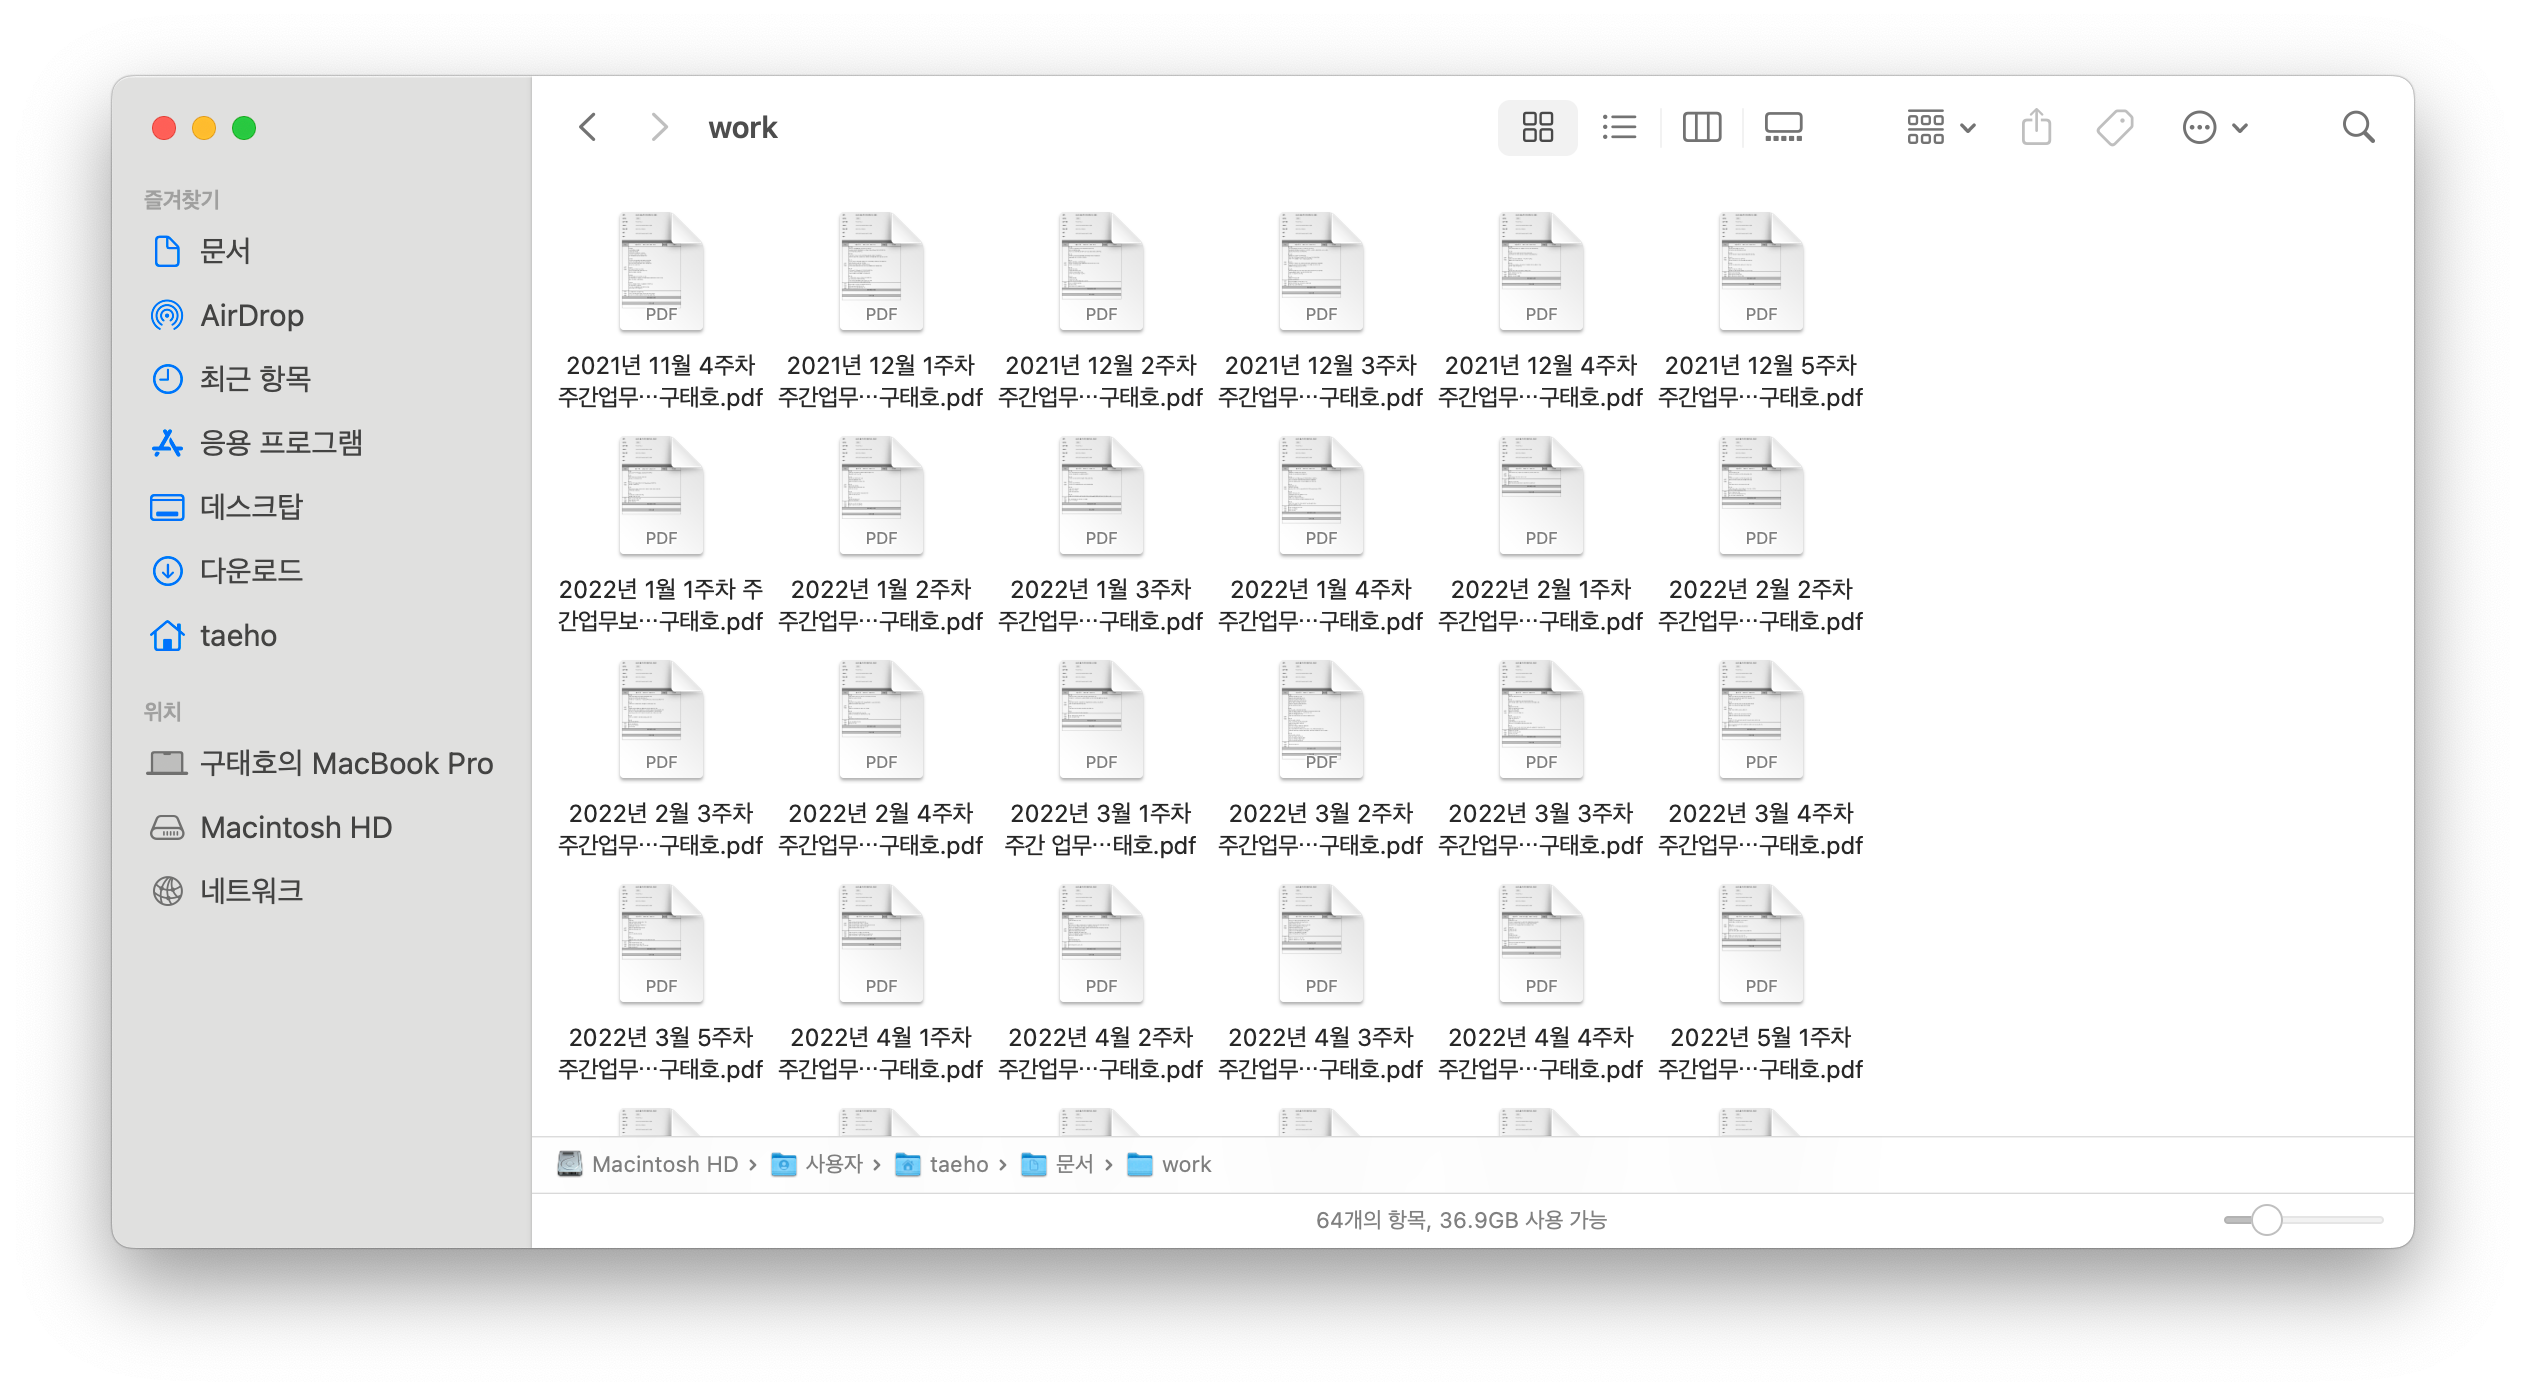 즐겨찾기
문서
AirDrop
최근 항목
응용 프로그램
데스크탑
다운로드
taeho
위치
구태호의 MacBook Pro
Macintosh HD
네트워크
work
PDF PDF PDF PDF PDF PDF
2021년 11월 4주차 2021년 12월 1주차 2021년 12월 2주차 2021년 12월 3주차 2021년 12월 4주차 2021년 12월 5주차
주간업무…구태호.pdf 주간업무…구태호.pdf 주간업무…구태호.pdf 주간업무…구태호.pdf 주간업무…구태호.pdf 주간업무…구태호.pdf
PDF PDF PDF PDF PDF PDF
2022년 1월 1주차 주 2022년 1월 2주차 2022년 1월 3주차 2022년 1월 4주차 2022년 2월 1주차 2022년 2월 2주차
간업무보…구태호.pdf 주간업무…구태호.pdf 주간업무…구태호.pdf 주간업무…구태호.pdf 주간업무…구태호.pdf 주간업무…구태호.pdf
PDF PDF PDF PDF PDF PDF
2022년 2월 3주차 2022년 2월 4주차 2022년 3월 1주차 2022년 3월 2주차 2022년 3월 3주차 2022년 3월 4주차
주간업무…구태호.pdf 주간업무…구태호.pdf 주간 업무…태호.pdf 주간업무…구태호.pdf 주간업무…구태호.pdf 주간업무…구태호.pdf
PDF PDF PDF PDF PDF PDF
2022년 3월 5주차 2022년 4월 1주차 2022년 4월 2주차 2022년 4월 3주차 2022년 4월 4주차 2022년 5월 1주차
주간업무…구태호.pdf 주간업무…구태호.pdf 주간업무…구태호.pdf 주간업무…구태호.pdf 주간업무…구태호.pdf 주간업무…구태호.pdf
Macintosh HD › 사용자 › taeho › 문서 › work
64개의 항목, 36.9GB 사용 가능